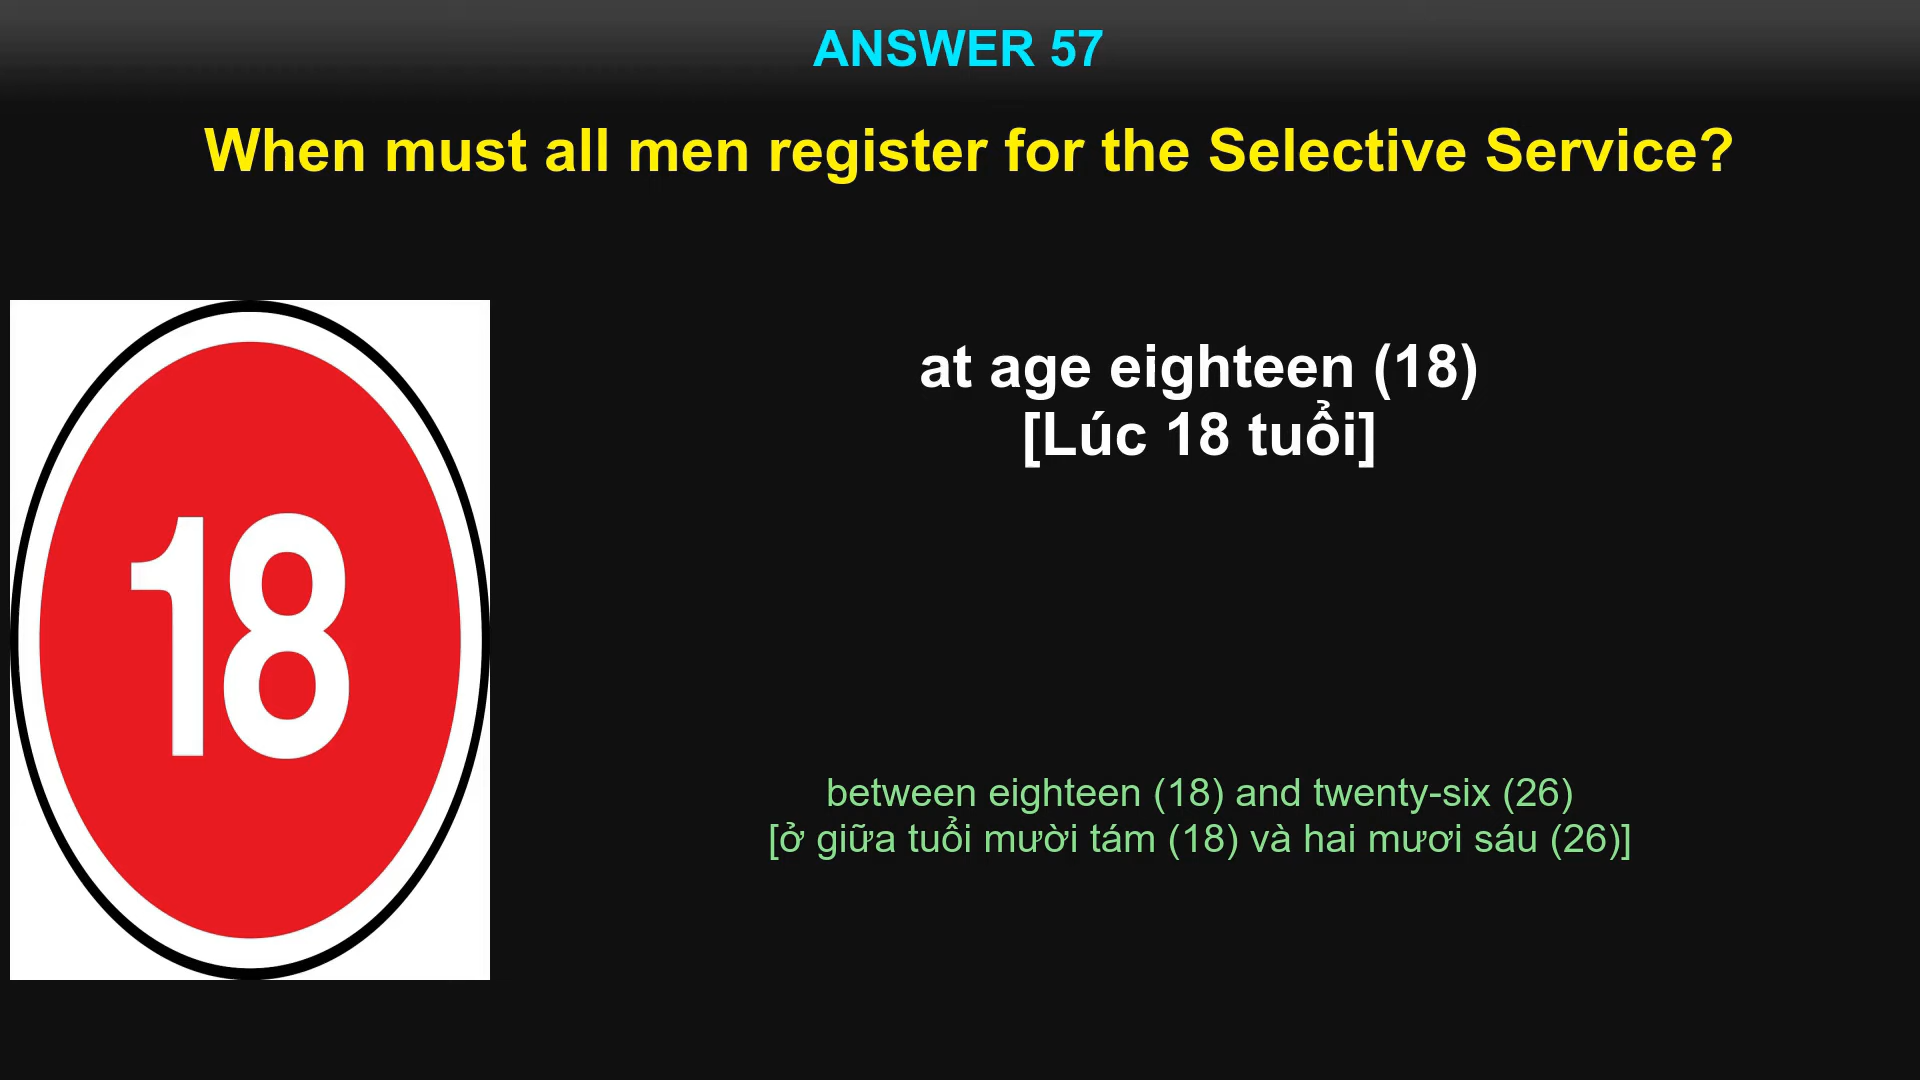 ANSWER 57
When must all men register for the Selective Service?
at age eighteen (18)
[Lúc 18 tuổi]
18
between eighteen (18) and twenty-six (26)
[ở giữa tuổi mười tám (18) và hai mươi sáu (26)]